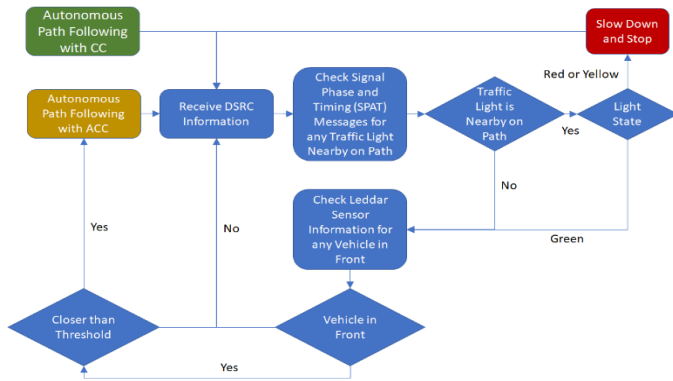 Autonomous
Path Following
with CC
Slow Down
and Stop
Red or Yellow
Autonomous
Path Following
with ACC
Receive DSRC
Information
Check Signal
Phase and
Timing (SPAT)
Messages for
any Traffic Light
Nearby on Path
Traffic
Light is
Nearby on
Path
Yes
Light
State
No
Green
Check Leddar
Sensor
Information for
any Vehicle in
Front
Yes
No
Closer than
Threshold
Vehicle in
Front
Yes